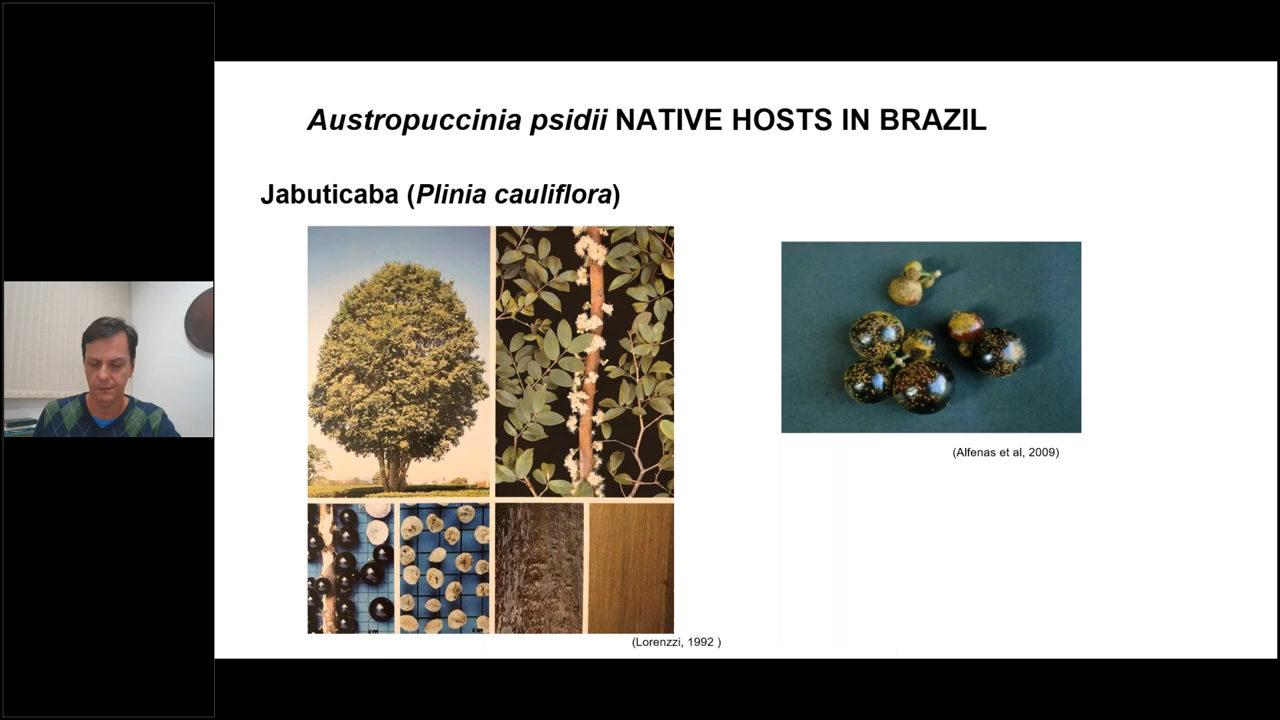 Austropuccinia psidii NATIVE HOSTS IN BRAZIL
Jabuticaba (Plinia cauliflora)
(Alfenas et al, 2009)
(Lorenzzi, 1992 )